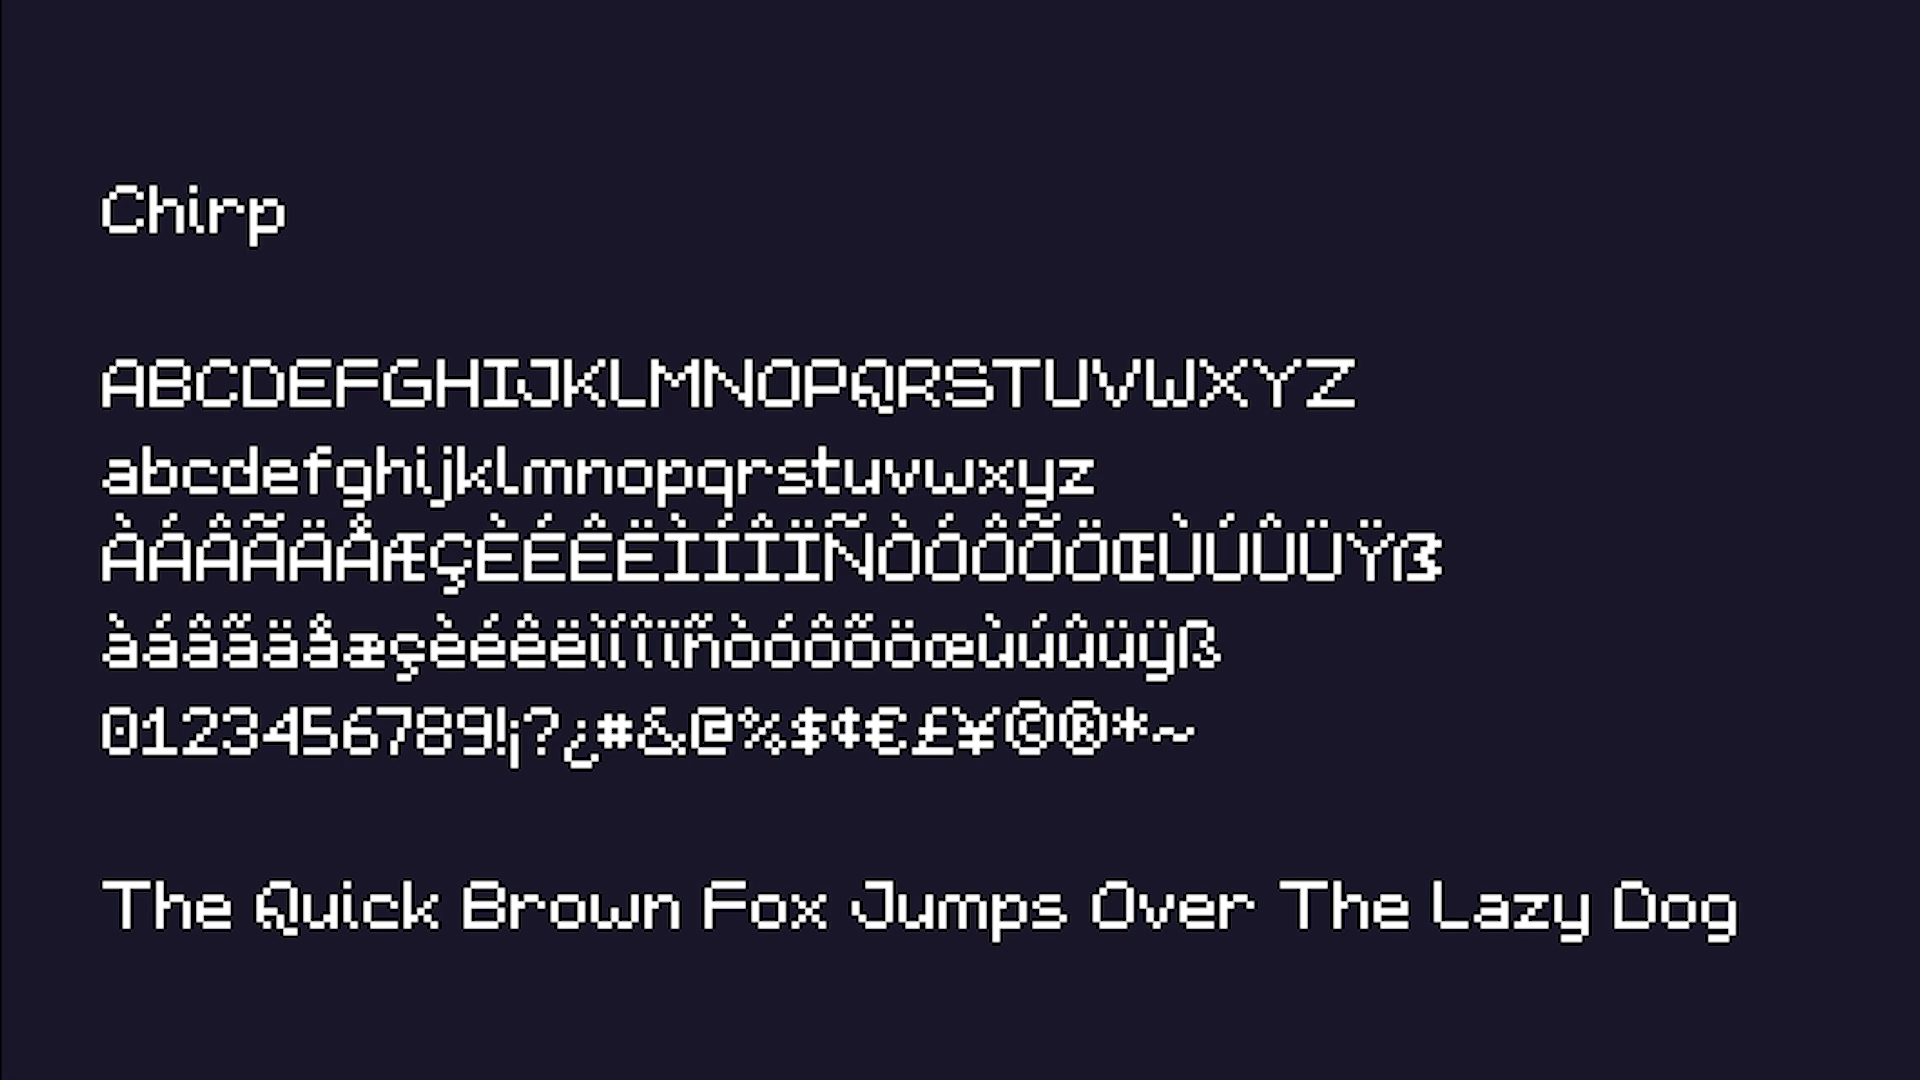 Chirp
ABCDEFGHIJKLMNOPQRSTUVWXYZ
abcdefghijklmnopqrstuvwxyz
ÀÁÂÃÄÅÆÇÈÉÊËÌÍÎÏÑÒÓÔÕÖŒÙÚÛÜŸẞ
àáâãäåæçèéêëìíîïñòóôõöœùúûüÿß
0123456789!¡?¿#&@%$¢€£¥©®*~
The Quick Brown Fox Jumps Over The Lazy Dog